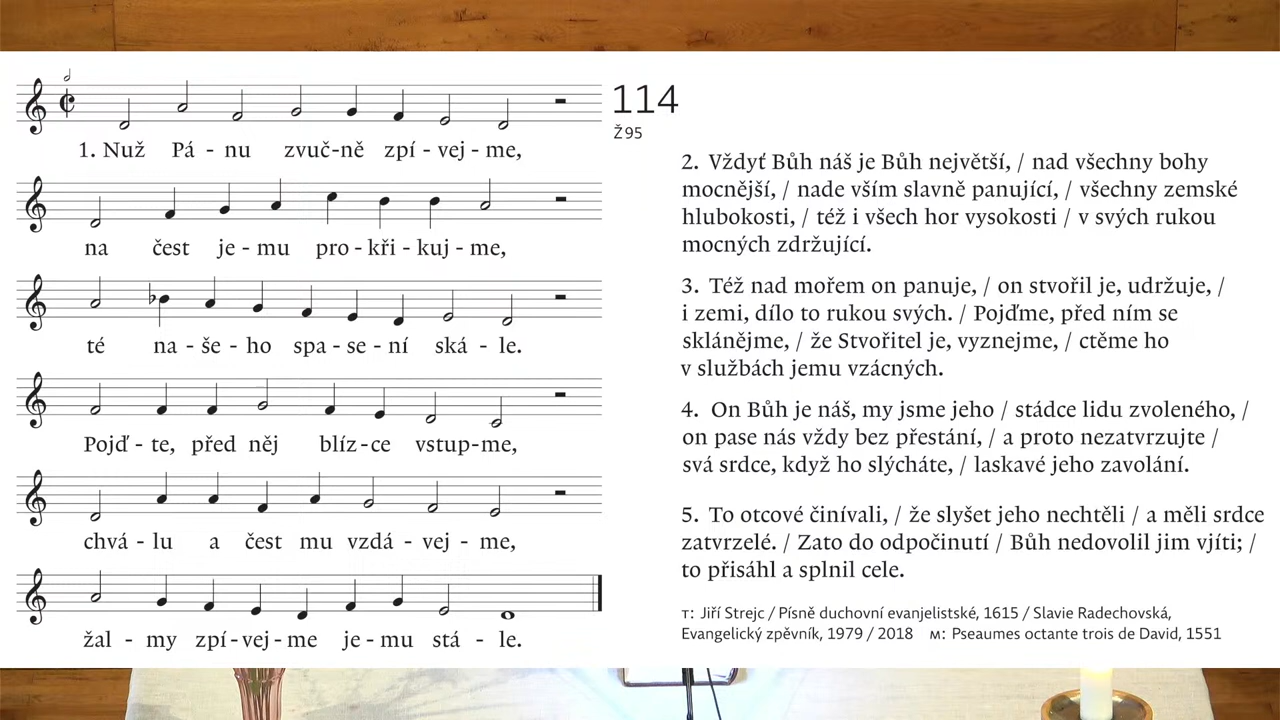 1. Nuž Pá - nu zvuč-ně zpí - vej - me,
na čest je - mu pro - kři - kuj - me,
té na - še - ho spa - se - ní ská - le.
Pojď - te, před něj blíz-ce vstup-me,
chvá - lu a čest mu vzdá - vej - me,
žal - my zpí-vej-me je-mu stá - le.
114
Ž95
2. Vždyť Bůh náš je Bůh největší, / nad všechny bohy
mocnější, / nade vším slavně panující, / všechny zemské
hlubokosti, / též i všech hor vysokosti / v svých rukou
mocných zdržující.
3. Též nad mořem on panuje, / on stvořil je, udržuje, /
i zemi, dílo to rukou svých. / Pojďme, před ním se
sklánějme, / že Stvořitel je, vyznejme, / ctěme ho
v službách jemu vzácných.
4. On Bůh je náš, my jsme jeho / stádce lidu zvoleného, /
on pase nás vždy bez přestání, / a proto nezatvrzujte /
svá srdce, když ho slýcháte, / laskavé jeho zavolání.
5. To otcové činívali, / že slyšet jeho nechtěli / a měli srdce
zatvrzelé. / Zato do odpočinutí / Bůh nedovolil jim vjíti; /
to přisáhl a splnil cele.
T: Jiří Strejc / Písně duchovní evanjelistské, 1615 / Slavie Radechovská,
Evangelický zpěvník, 1979 / 2018 M: Pseaumes octante trois de David, 1551